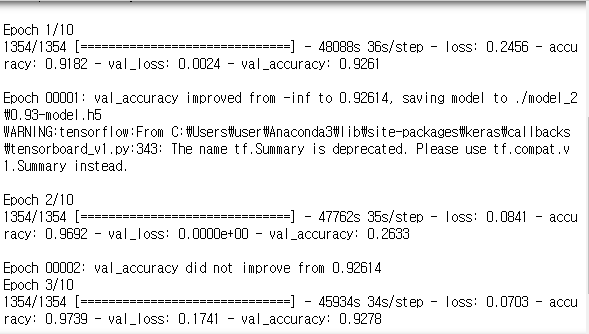 Epoch 1/10
1354/1354 [==============================] - 48088s 36s/step - loss: 0.2456 - accu
racy: 0.9182 - val_loss: 0.0024 - val_accuracy: 0.9261
Epoch 00001: val_accuracy improved from -inf to 0.92614, saving model to ./model_2
₩0.93-model.h5
WARNING:tensorflow:From C:₩Users₩user₩Anaconda3₩lib₩site-packages₩keras₩callbacks
₩tensorboard_v1.py:343: The name tf.Summary is deprecated. Please use tf.compat.v
1.Summary instead.
Epoch 2/10
1354/1354 [==============================] - 47762s 35s/step - loss: 0.0841 - accu
racy: 0.9692 - val_loss: 0.0000e+00 - val_accuracy: 0.2633
Epoch 00002: val_accuracy did not improve from 0.92614
Epoch 3/10
1354/1354 [==============================] - 45934s 34s/step - loss: 0.0703 - accu
racy: 0.9739 - val_loss: 0.1741 - val_accuracy: 0.9278